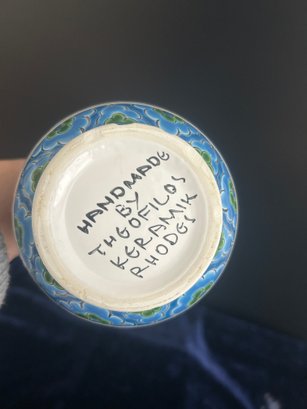 HANDMADE
BY
THEOFILOS
KERAMIK
RHODES